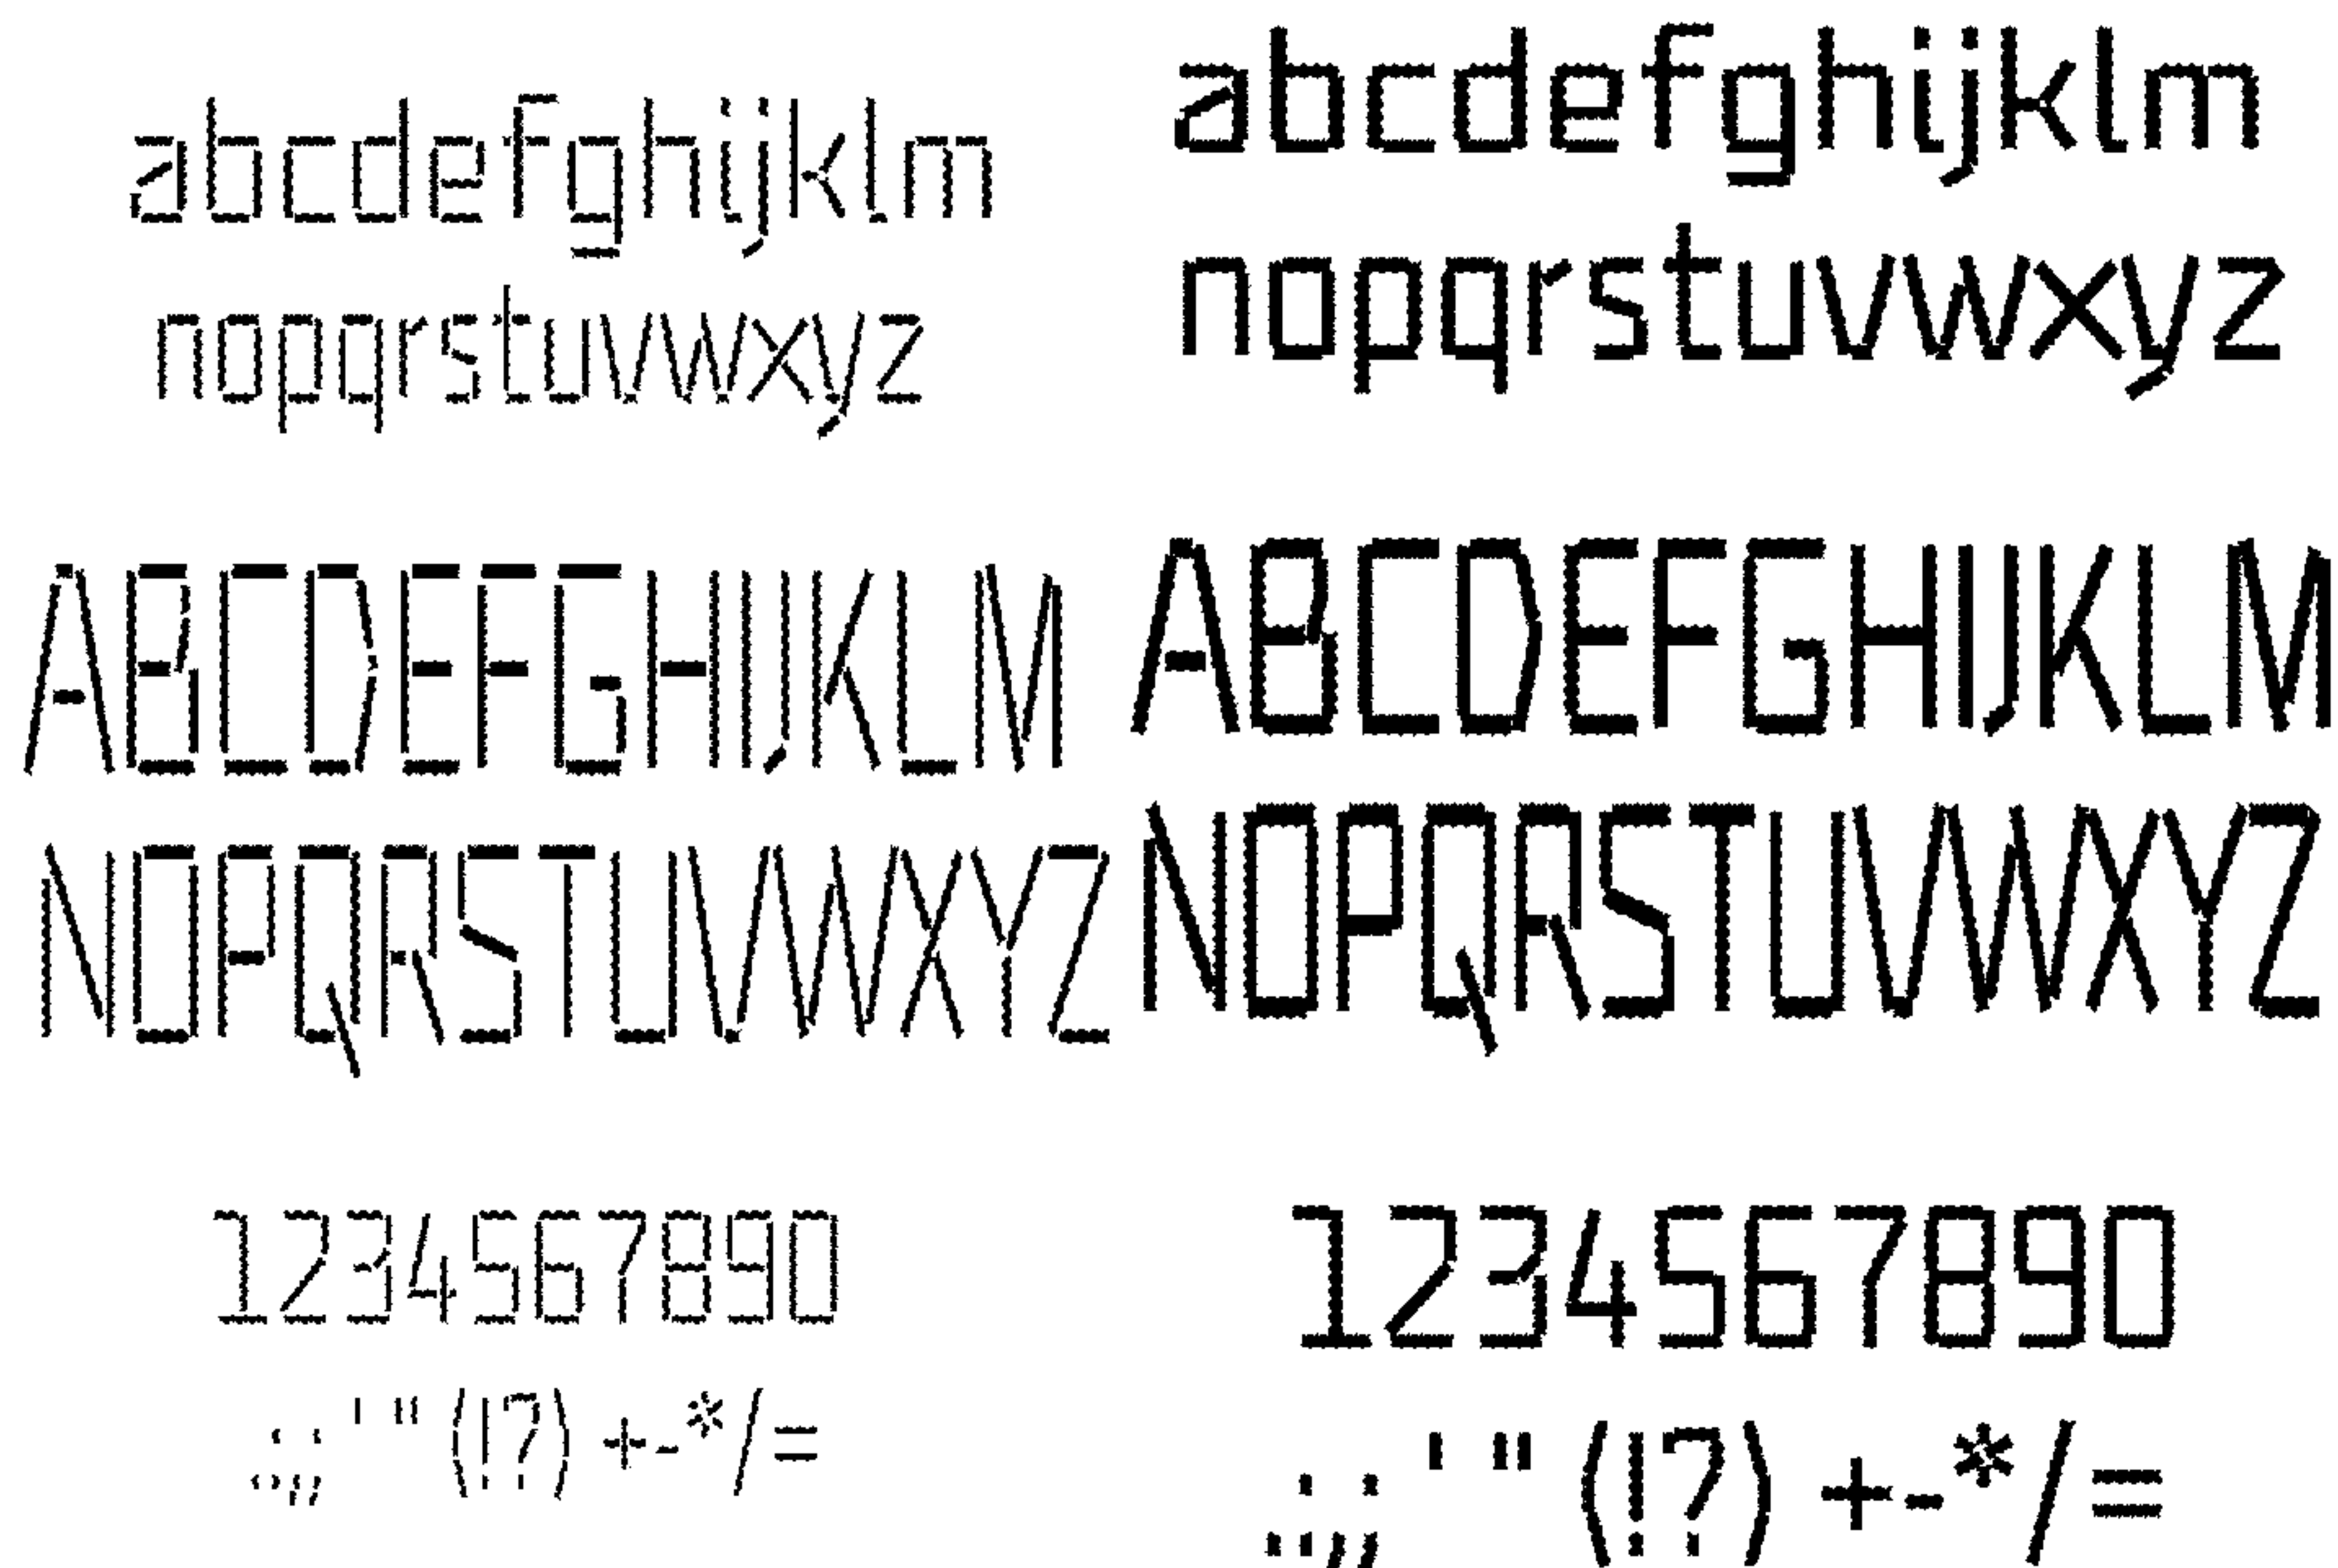 abcdefghijklm
nopqrstuvwxyz
ABCDEFGHIJKLM
NOPQRSTUVWXYZ
1234567890
.:,; ' " (!?) +-*/=
abcdefghijklm
nopqrstuvwxyz
ABCDEFGHIJKLM
NOPQRSTUVWXYZ
1234567890
.:,; ' " (!?) +-*/=